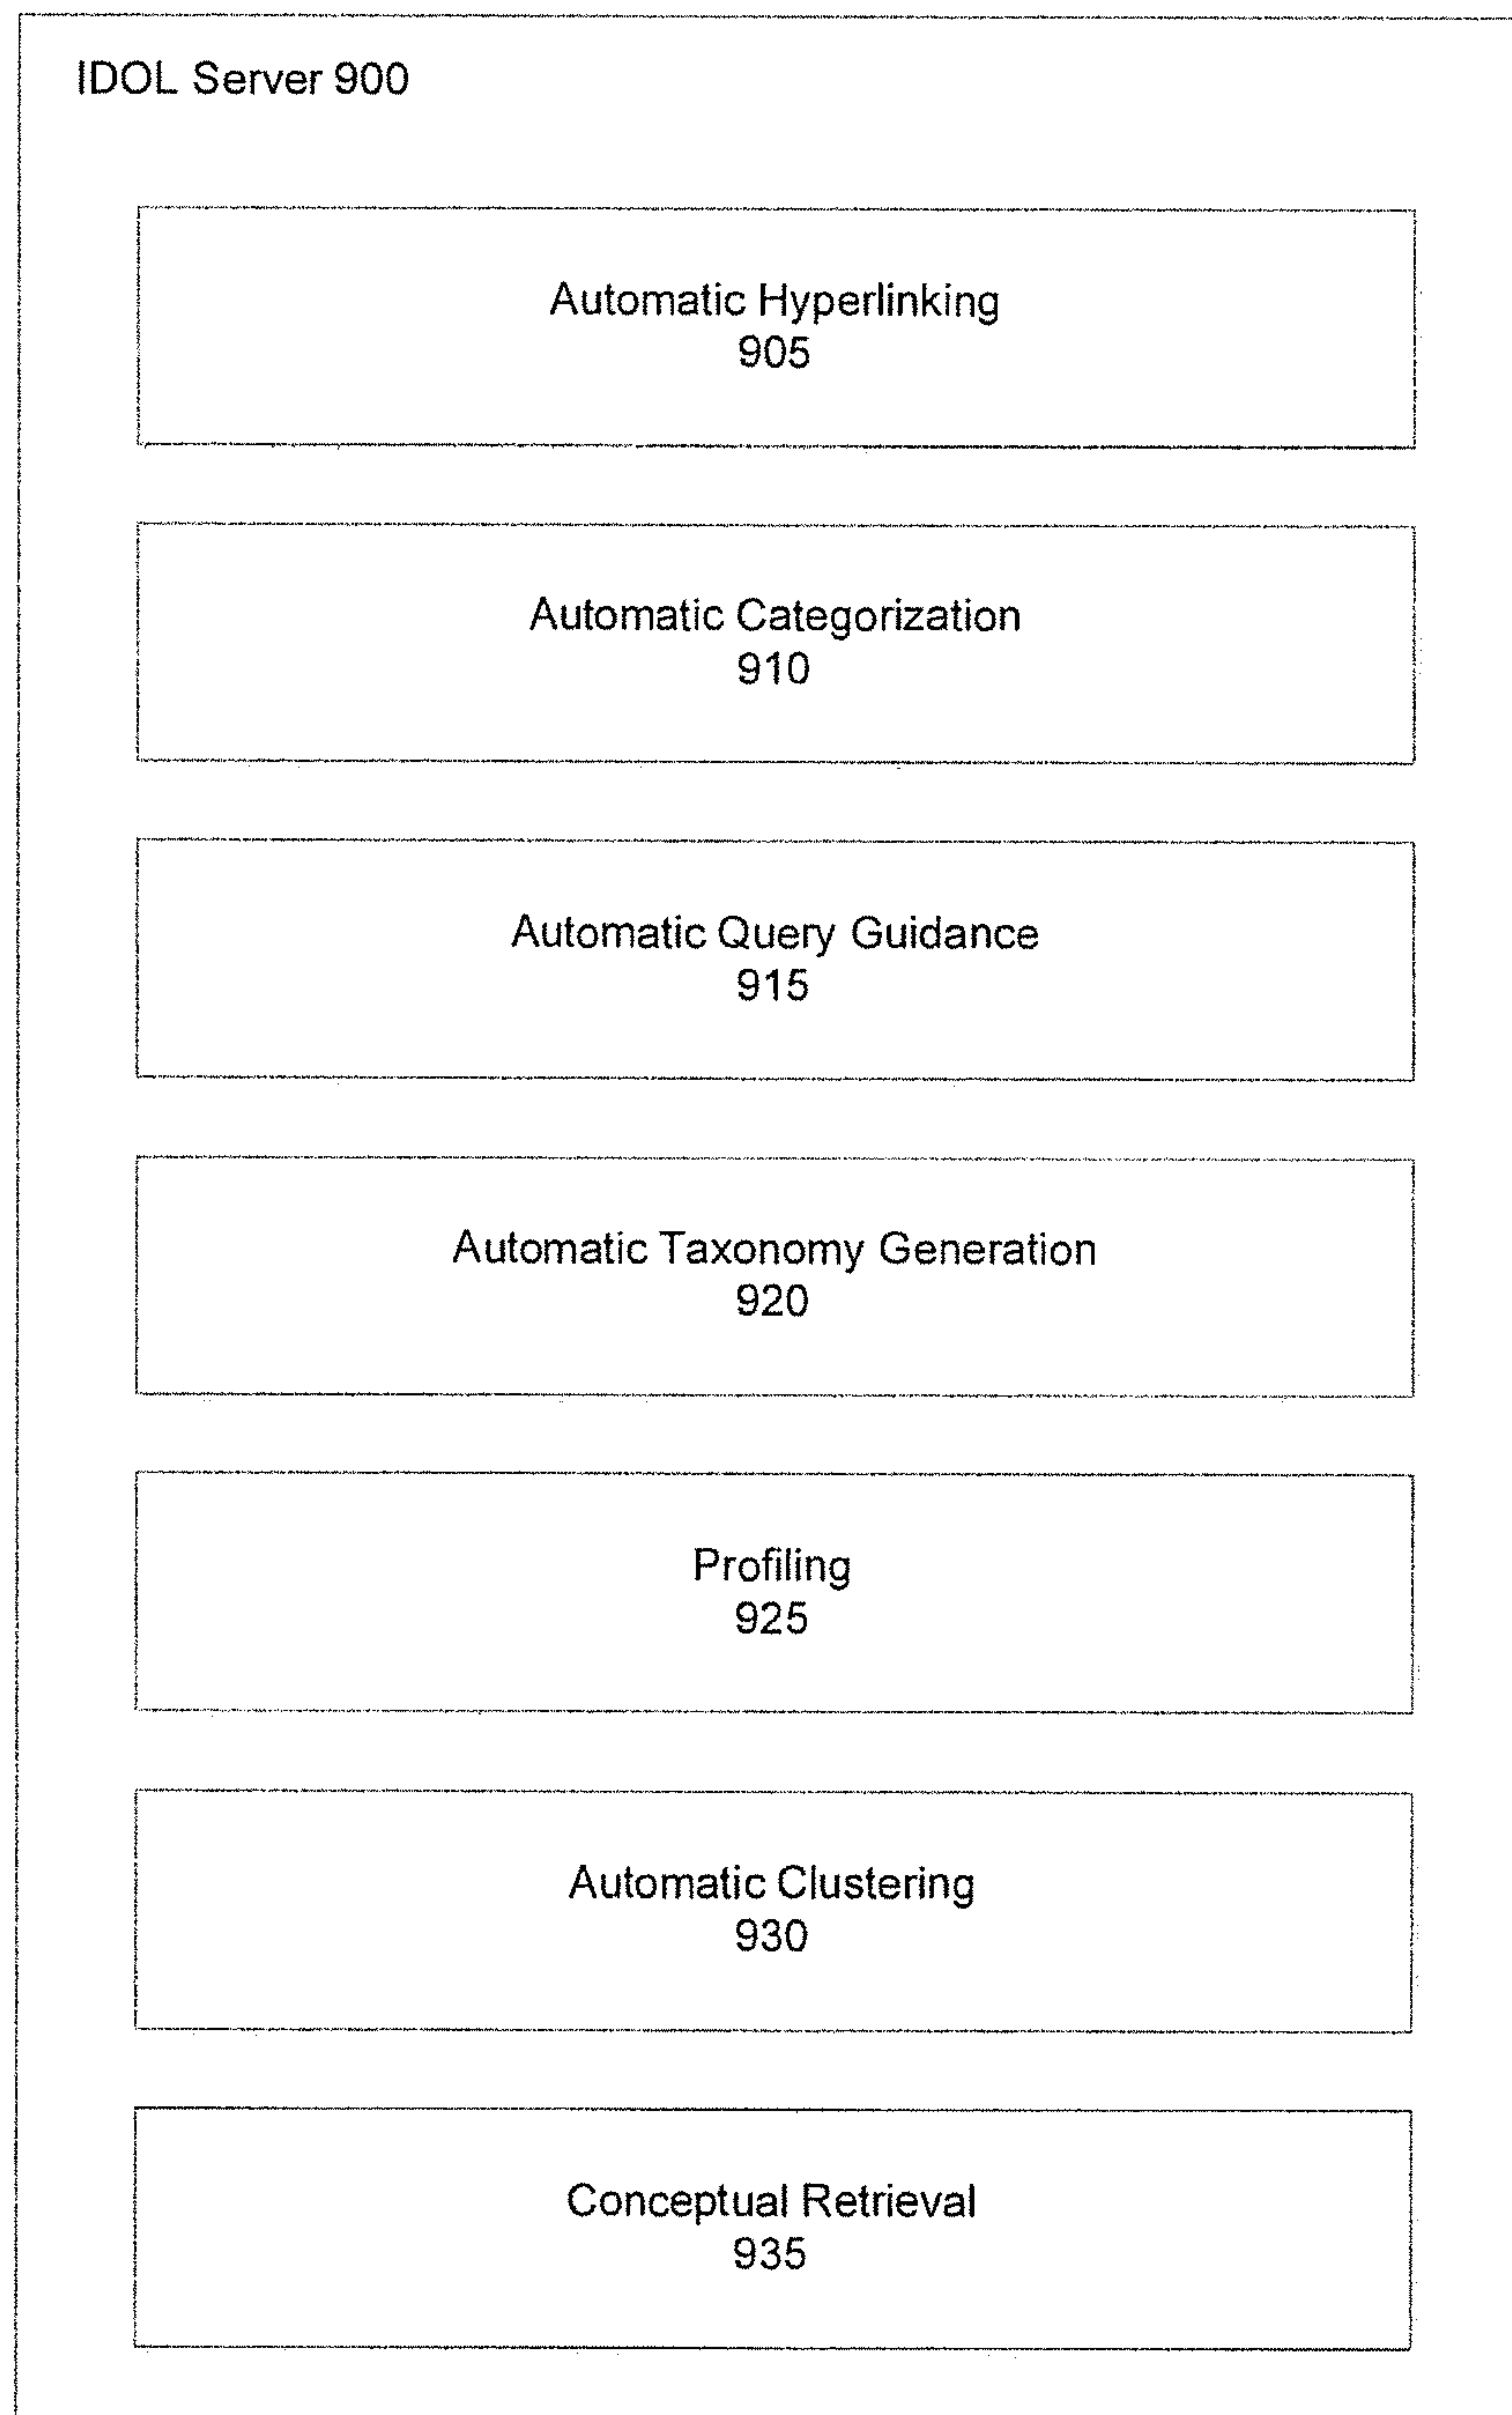 IDOL Server 900
Automatic Hyperlinking
905
Automatic Categorization
910
Automatic Query Guidance
915
Automatic Taxonomy Generation
920
Profiling
925
Automatic Clustering
930
Conceptual Retrieval
935